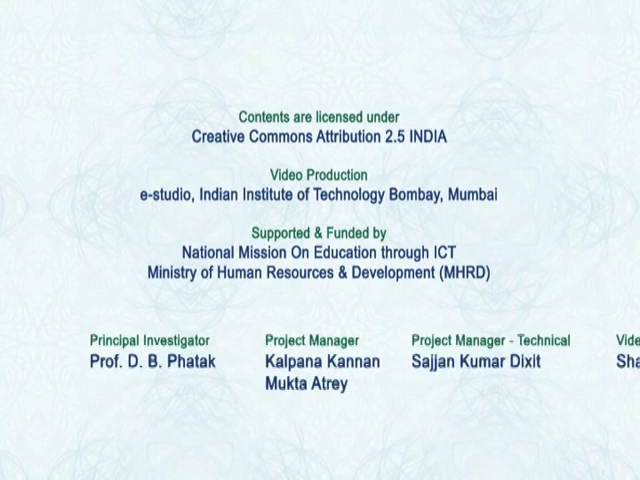 Contents are licensed under
Creative Commons Attribution 2.5 INDIA
Video Production
e-studio, Indian Institute of Technology Bombay, Mumbai
Supported & Funded by
National Mission On Education through ICT
Ministry of Human Resources & Development (MHRD)
Principal Investigator
Prof. D. B. Phatak
Project Manager
Kalpana Kannan
Mukta Atrey
Project Manager - Technical
Sajjan Kumar Dixit